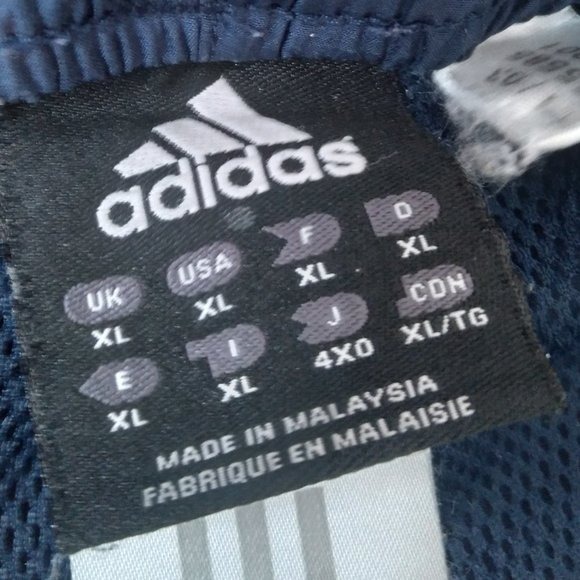 adidas
UK USA F D
XL XL XL XL
E I J CDN
XL XL 4XO XL/TG
MADE IN MALAYSIA
FABRIQUE EN MALAISIE